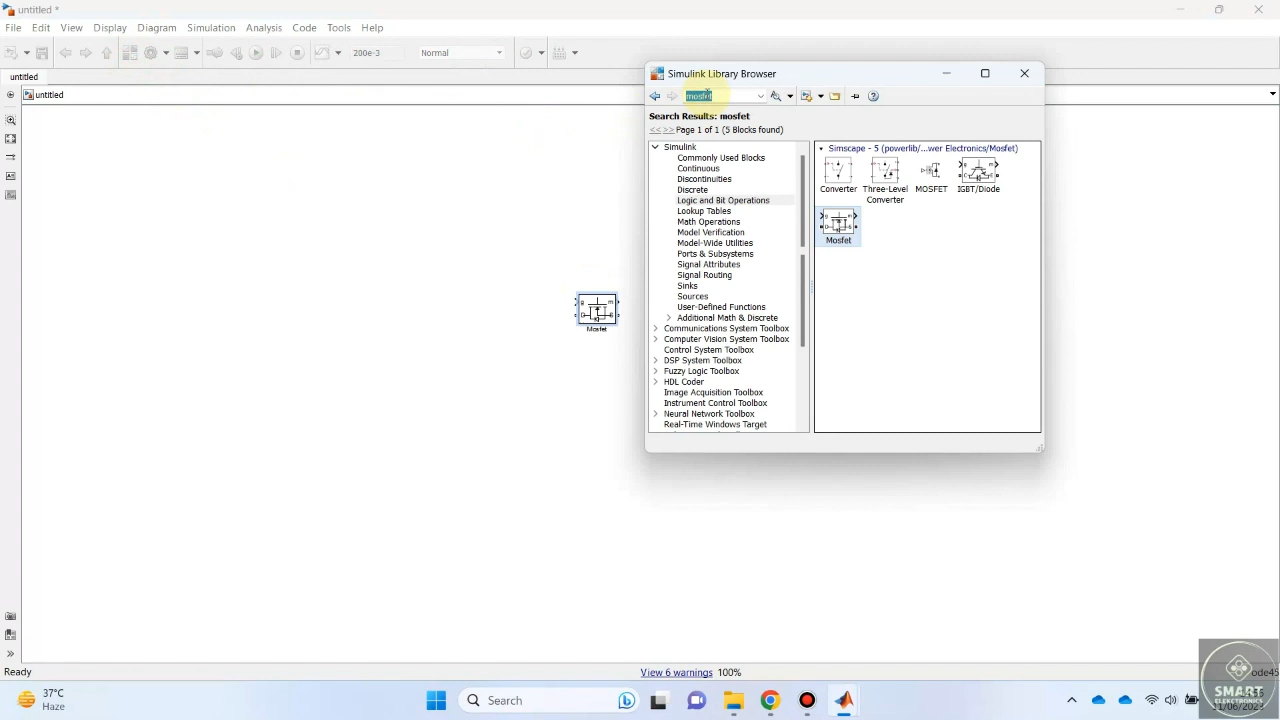 untitled *
File Edit View Display Diagram Simulation Analysis Code Tools Help
200e-3
Normal
untitled
untitled
Simulink Library Browser
mosfet
Search Results: mosfet
<< >> Page 1 of 1 (5 Blocks found)
Simulink
Commonly Used Blocks
Continuous
Discontinuities
Discrete
Logic and Bit Operations
Lookup Tables
Math Operations
Model Verification
Model-Wide Utilities
Ports & Subsystems
Signal Attributes
Signal Routing
Sinks
Sources
User-Defined Functions
Additional Math & Discrete
Communications System Toolbox
Computer Vision System Toolbox
Control System Toolbox
DSP System Toolbox
Fuzzy Logic Toolbox
HDL Coder
Image Acquisition Toolbox
Instrument Control Toolbox
Neural Network Toolbox
Real-Time Windows Target
Simscape - 5 (powerlib/...wer Electronics/Mosfet)
Converter
Three-Level
Converter
MOSFET
g m
C E
IGBT/Diode
g m
D S
Mosfet
g m
D S
Mosfet
Ready
View 6 warnings
100%
ode45
37°C
Haze
Search
SMART
ELECTRONICS